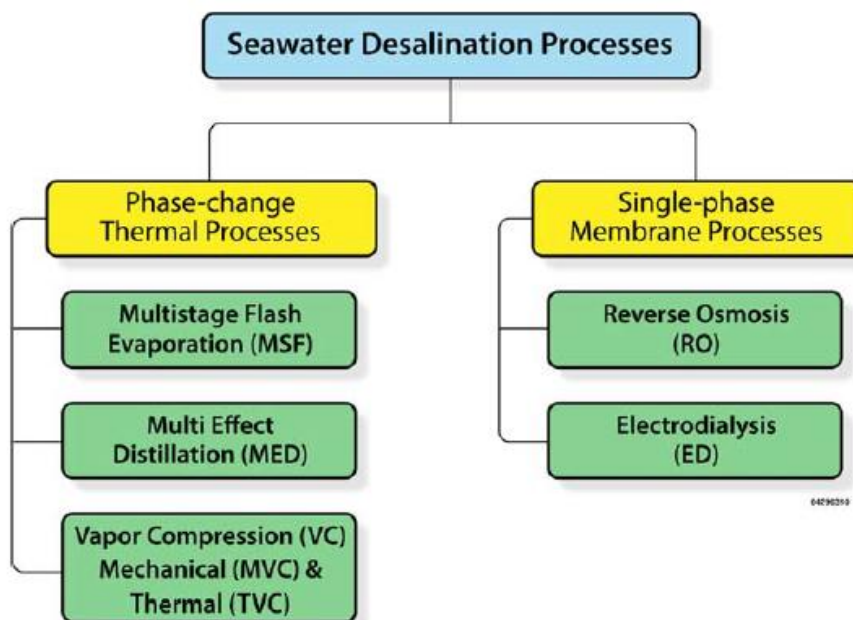 Seawater Desalination Processes
Phase-change
Thermal Processes
Multistage Flash
Evaporation (MSF)
Multi Effect
Distillation (MED)
Vapor Compression (VC)
Mechanical (MVC) &
Thermal (TVC)
Single-phase
Membrane Processes
Reverse Osmosis
(RO)
Electrodialysis
(ED)